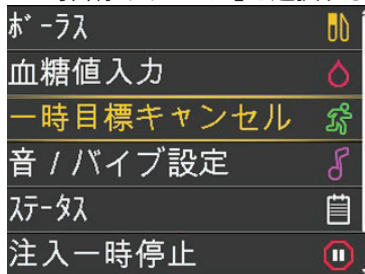 ボーラス
血糖値入力
一時目標キャンセル
音 / バイブ設定
ステータス
注入一時停止